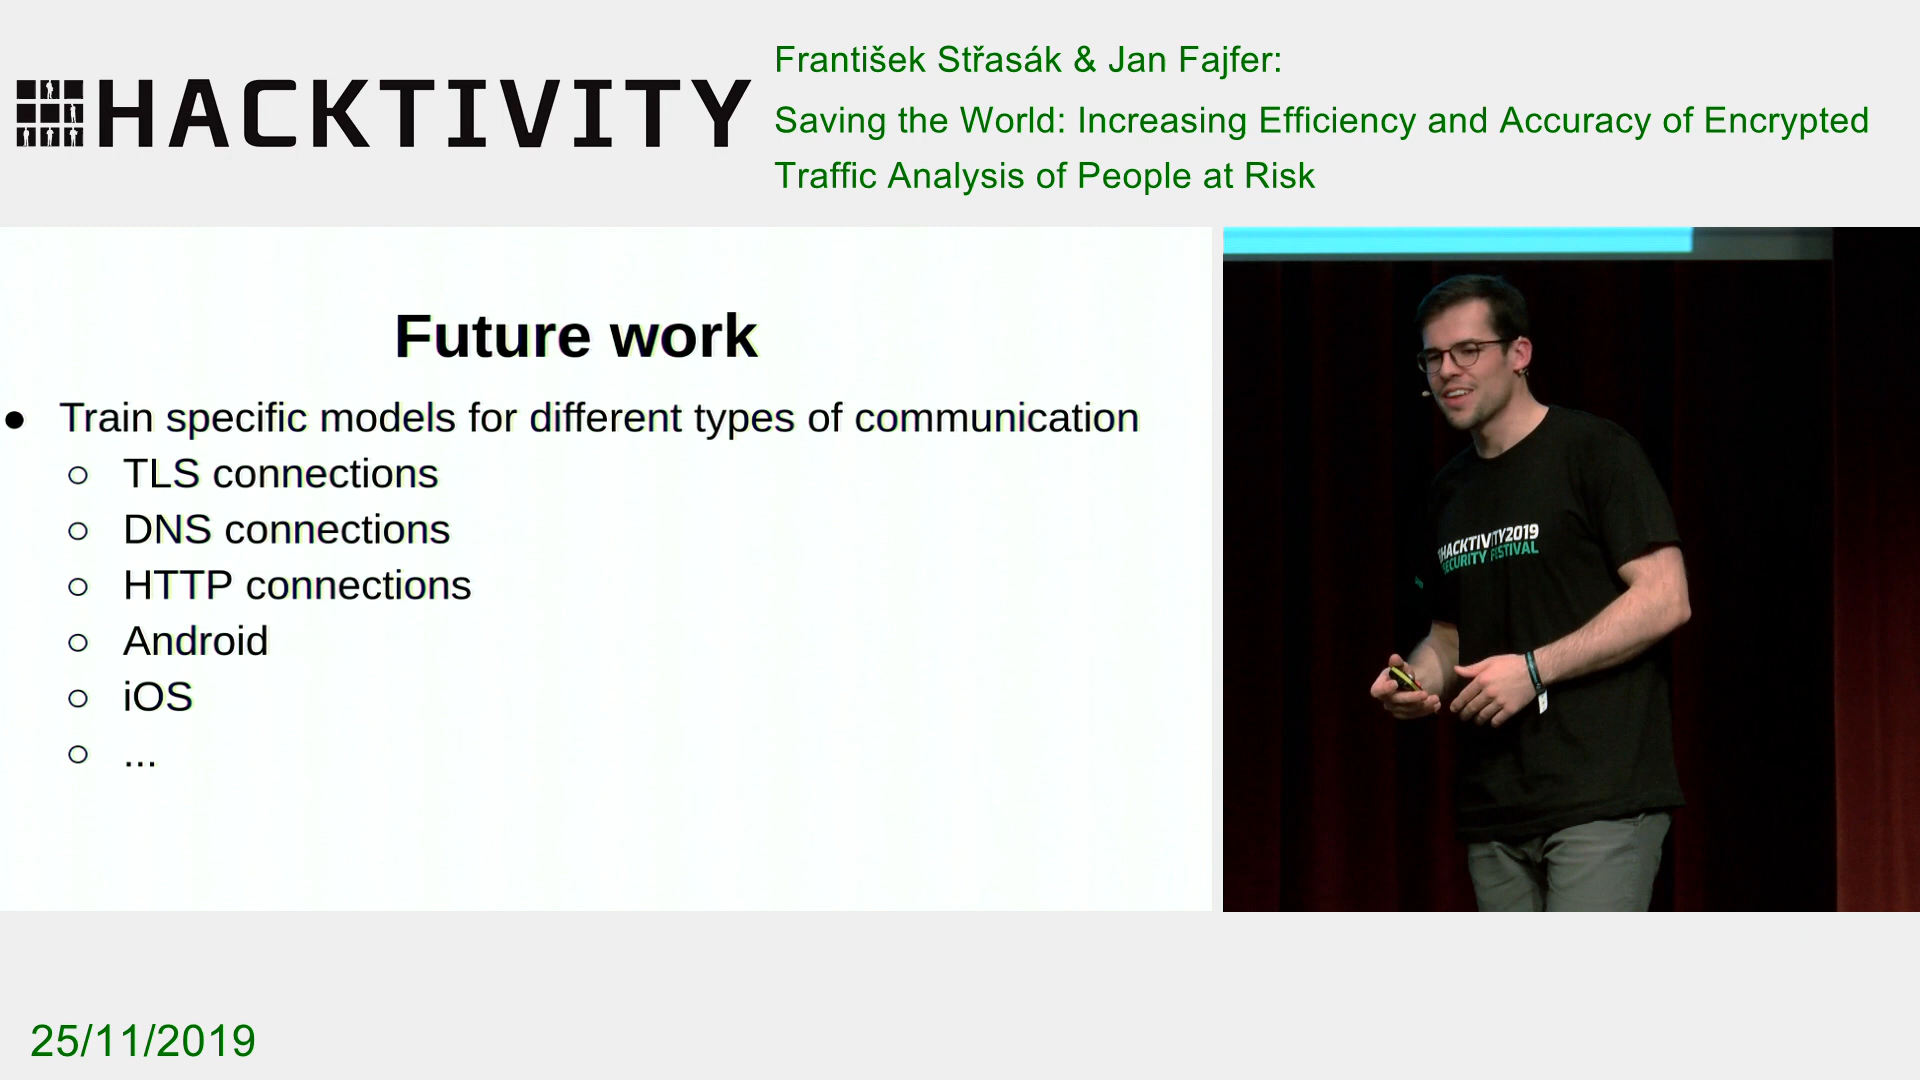 HACKTIVITY
František Střasák & Jan Fajfer:
Saving the World: Increasing Efficiency and Accuracy of Encrypted
Traffic Analysis of People at Risk
Future work
● Train specific models for different types of communication
○ TLS connections
○ DNS connections
○ HTTP connections
○ Android
○ iOS
○ ...
HACKTIVITY2019
SECURITY FESTIVAL
25/11/2019